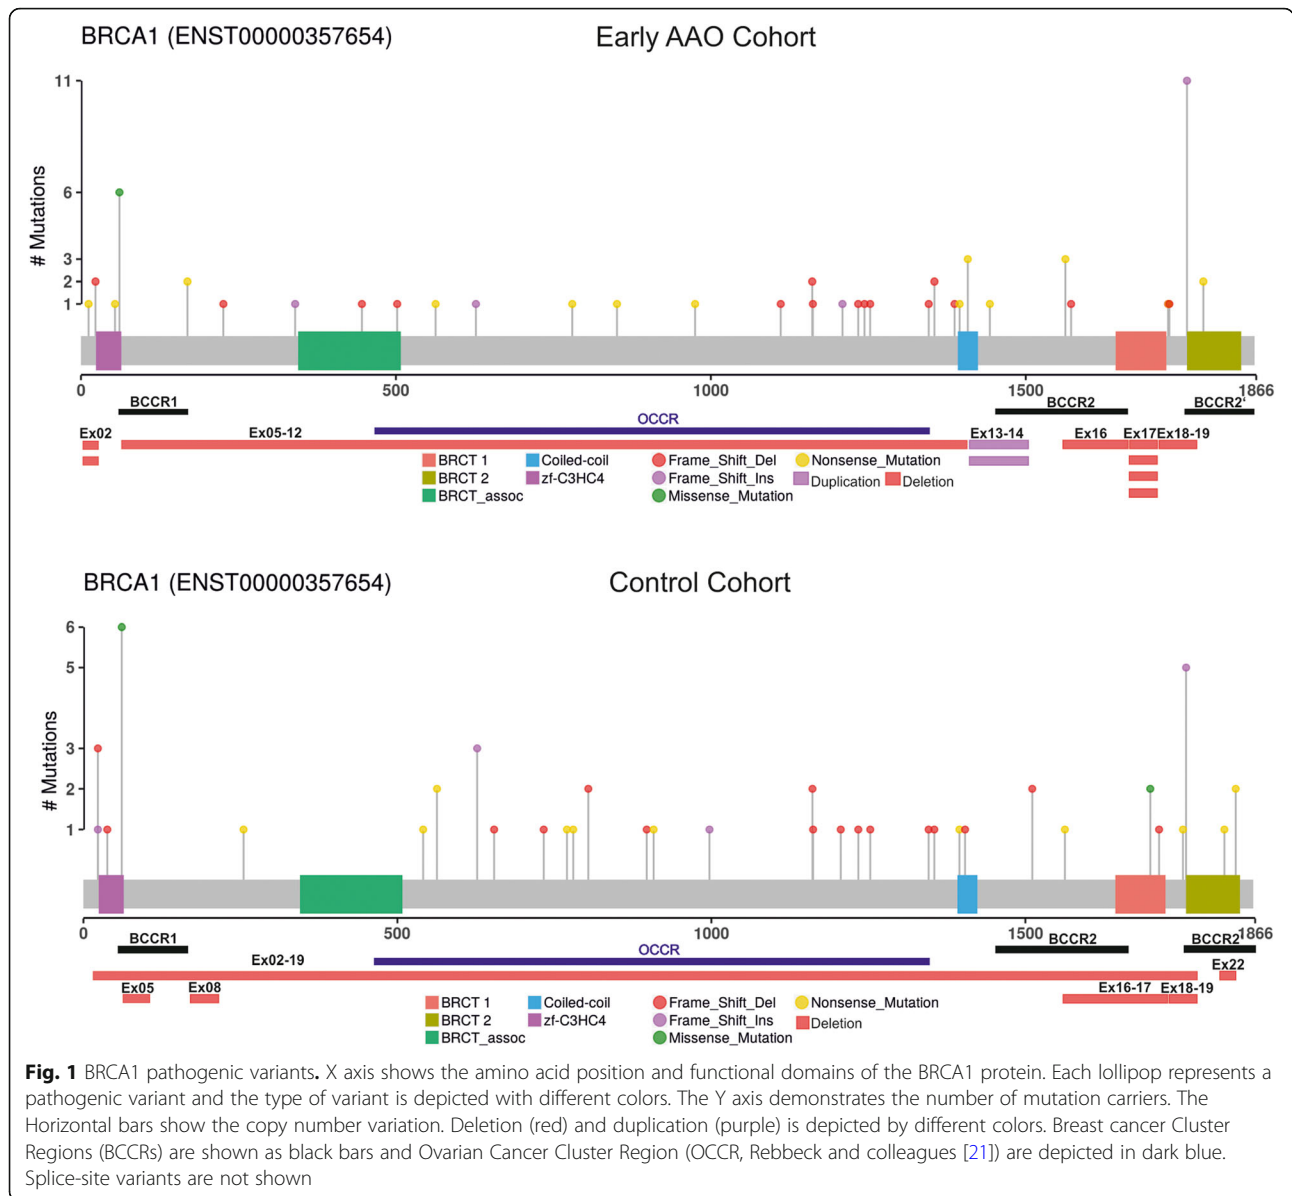 BRCA1 (ENST00000357654)
Early AAO Cohort
# Mutations
11
6
3
2
1
0
500
1000
1500
1866
BCCR1
OCCR
BCCR2
BCCR2'
Ex02
Ex05-12
Ex13-14
Ex16
Ex17
Ex18-19
BRCT 1
Coiled-coil
Frame_Shift_Del
Nonsense_Mutation
BRCT 2
zf-C3HC4
Frame_Shift_Ins
Duplication
Deletion
BRCT_assoc
Missense_Mutation
BRCA1 (ENST00000357654)
Control Cohort
# Mutations
6
5
3
2
1
0
500
1000
1500
1866
BCCR1
OCCR
BCCR2
BCCR2'
Ex02-19
Ex22
Ex05
Ex08
Ex16-17
Ex18-19
BRCT 1
Coiled-coil
Frame_Shift_Del
Nonsense_Mutation
BRCT 2
zf-C3HC4
Frame_Shift_Ins
Deletion
BRCT_assoc
Missense_Mutation
Fig. 1 BRCA1 pathogenic variants. X axis shows the amino acid position and functional domains of the BRCA1 protein. Each lollipop represents a
pathogenic variant and the type of variant is depicted with different colors. The Y axis demonstrates the number of mutation carriers. The
Horizontal bars show the copy number variation. Deletion (red) and duplication (purple) is depicted by different colors. Breast cancer Cluster
Regions (BCCRs) are shown as black bars and Ovarian Cancer Cluster Region (OCCR, Rebbeck and colleagues [21]) are depicted in dark blue.
Splice-site variants are not shown